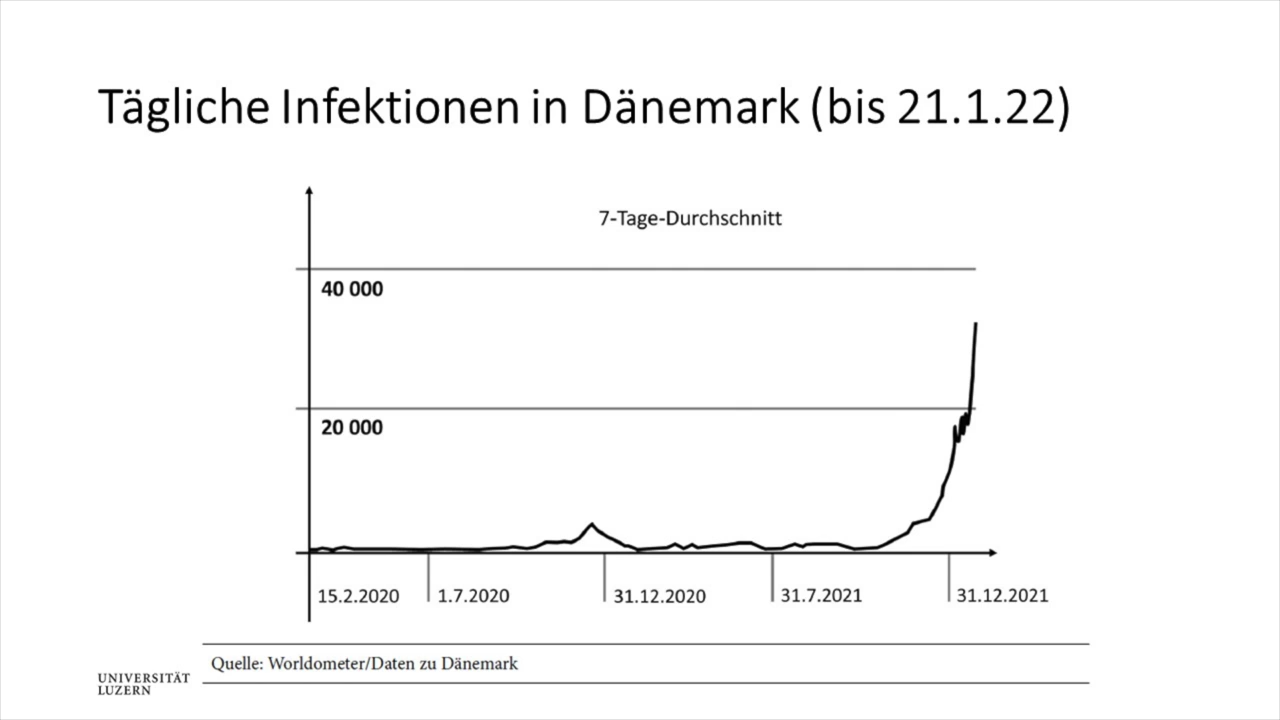 Tägliche Infektionen in Dänemark (bis 21.1.22)
7-Tage-Durchschnitt
40 000
20 000
15.2.2020
1.7.2020
31.12.2020
31.7.2021
31.12.2021
Quelle: Worldometer/Daten zu Dänemark
UNIVERSITÄT
LUZERN